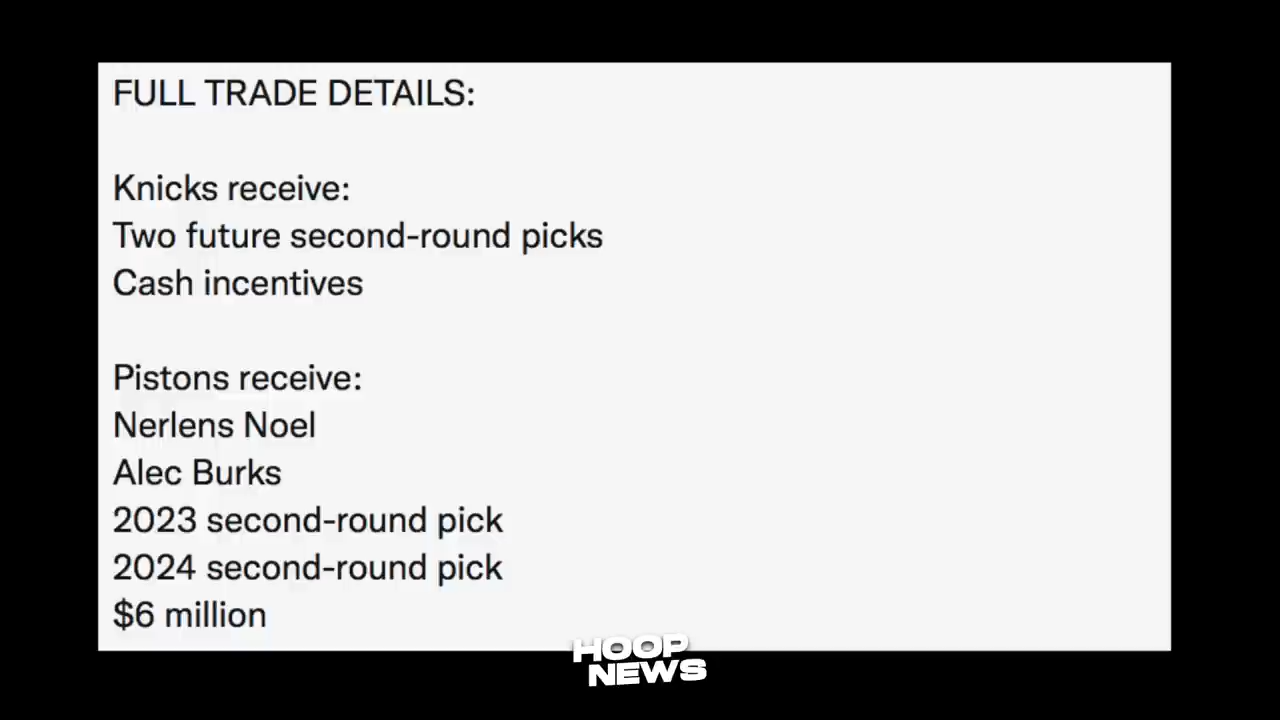 FULL TRADE DETAILS:
Knicks receive:
Two future second-round picks
Cash incentives
Pistons receive:
Nerlens Noel
Alec Burks
2023 second-round pick
2024 second-round pick
$6 million
HOOP
NEWS